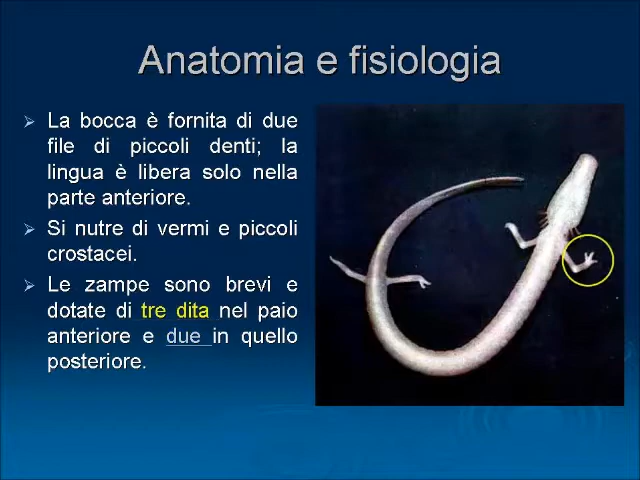 Anatomia e fisiologia
La bocca è fornita di due
file di piccoli denti; la
lingua è libera solo nella
parte anteriore.
Si nutre di vermi e piccoli
crostacei.
Le zampe sono brevi e
dotate di tre dita nel paio
anteriore e due in quello
posteriore.